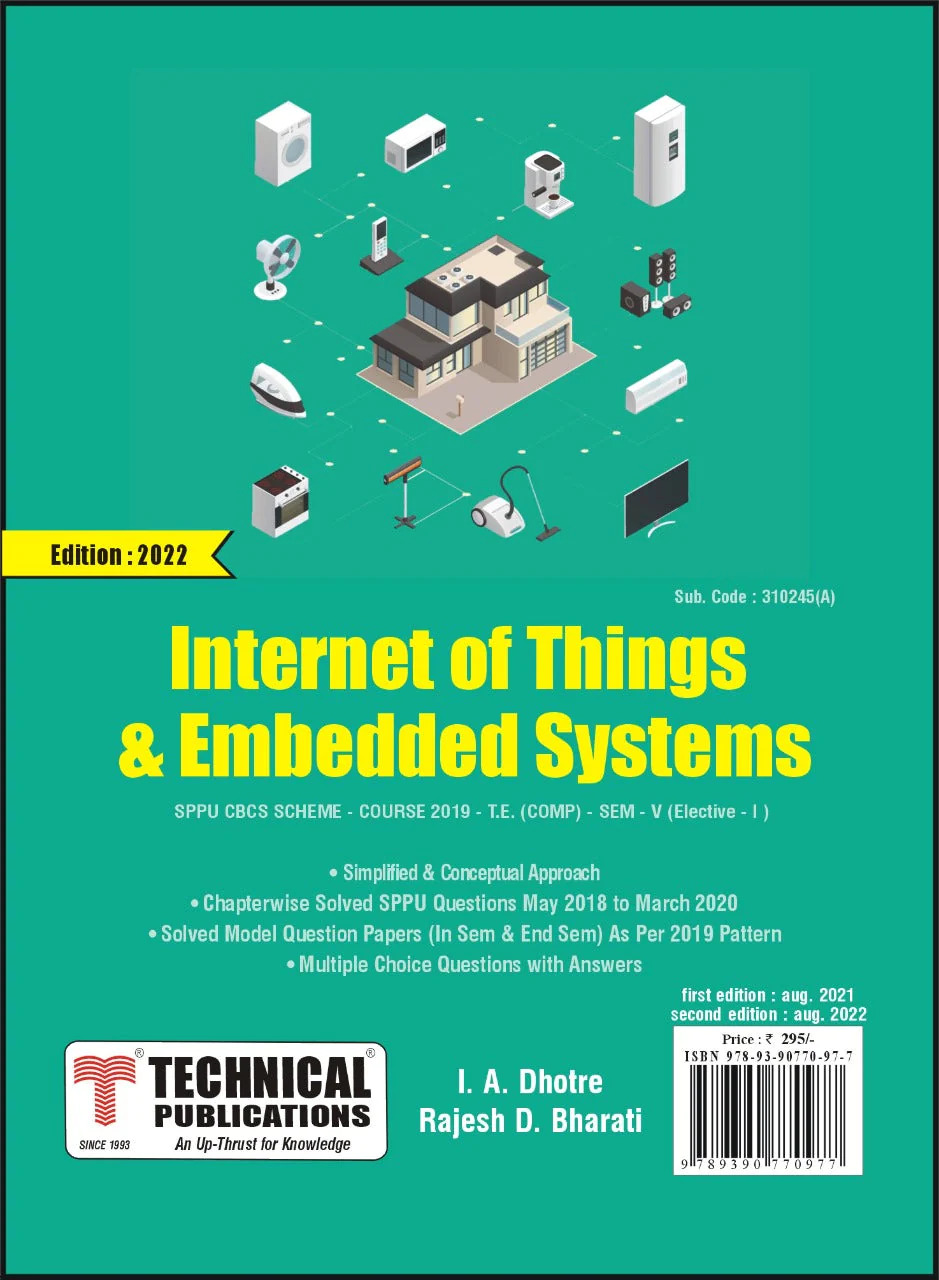 Edition : 2022
Sub. Code : 310245(A)
Internet of Things
& Embedded Systems
SPPU CBCS SCHEME - COURSE 2019 - T.E. (COMP) - SEM - V (Elective - I )
• Simplified & Conceptual Approach
• Chapterwise Solved SPPU Questions May 2018 to March 2020
• Solved Model Question Papers (In Sem & End Sem) As Per 2019 Pattern
• Multiple Choice Questions with Answers
first edition : aug. 2021
second edition : aug. 2022
Price : ₹ 295/-
ISBN 978-93-90770-97-7
9 789390 770977
® TECHNICAL ®
PUBLICATIONS
SINCE 1993 An Up-Thrust for Knowledge
I. A. Dhotre
Rajesh D. Bharati